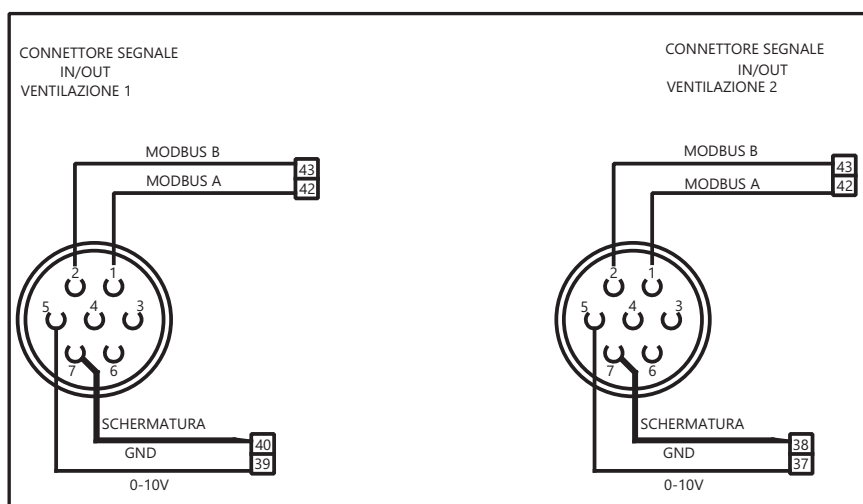 CONNETTORE SEGNALE
IN/OUT
VENTILAZIONE 1
MODBUS B
43
MODBUS A
42
2
1
5
4
3
7
6
SCHERMATURA
40
GND
39
0-10V
CONNETTORE SEGNALE
IN/OUT
VENTILAZIONE 2
MODBUS B
43
MODBUS A
42
2
1
5
4
3
7
6
SCHERMATURA
38
GND
37
0-10V